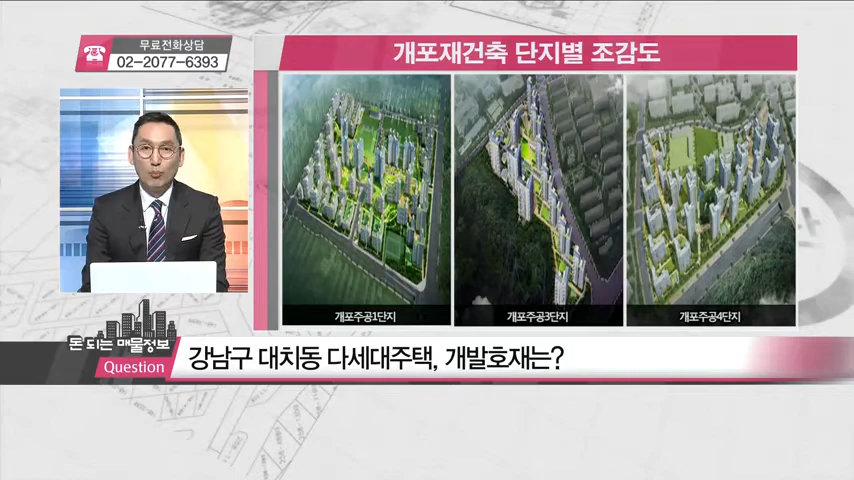 무료전화상담
02-2077-6393
개포재건축 단지별 조감도
개포주공1단지
개포주공3단지
개포주공4단지
돈 되는 매물정보
Question
강남구 대치동 다세대주택, 개발호재는?